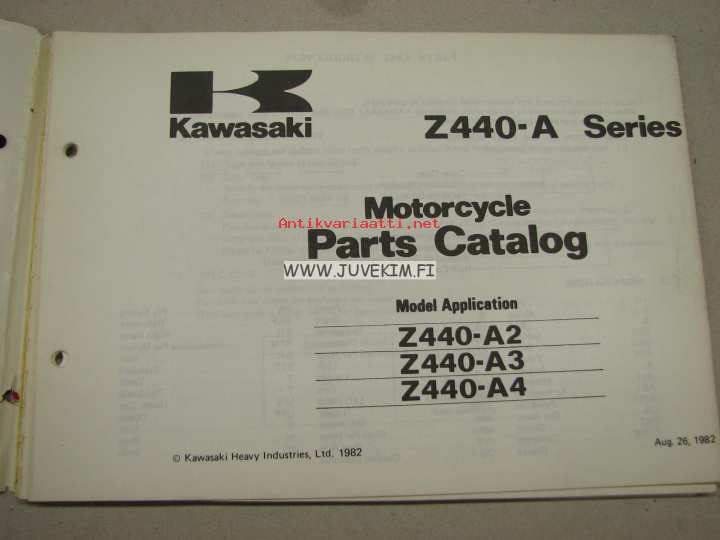 Kawasaki
Z440-A Series
Motorcycle
Antikvariaatti.net
Parts Catalog
WWW.JUVEKIM.FI
Model Application
Z440-A2
Z440-A3
Z440-A4
© Kawasaki Heavy Industries, Ltd. 1982
Aug. 26, 1982